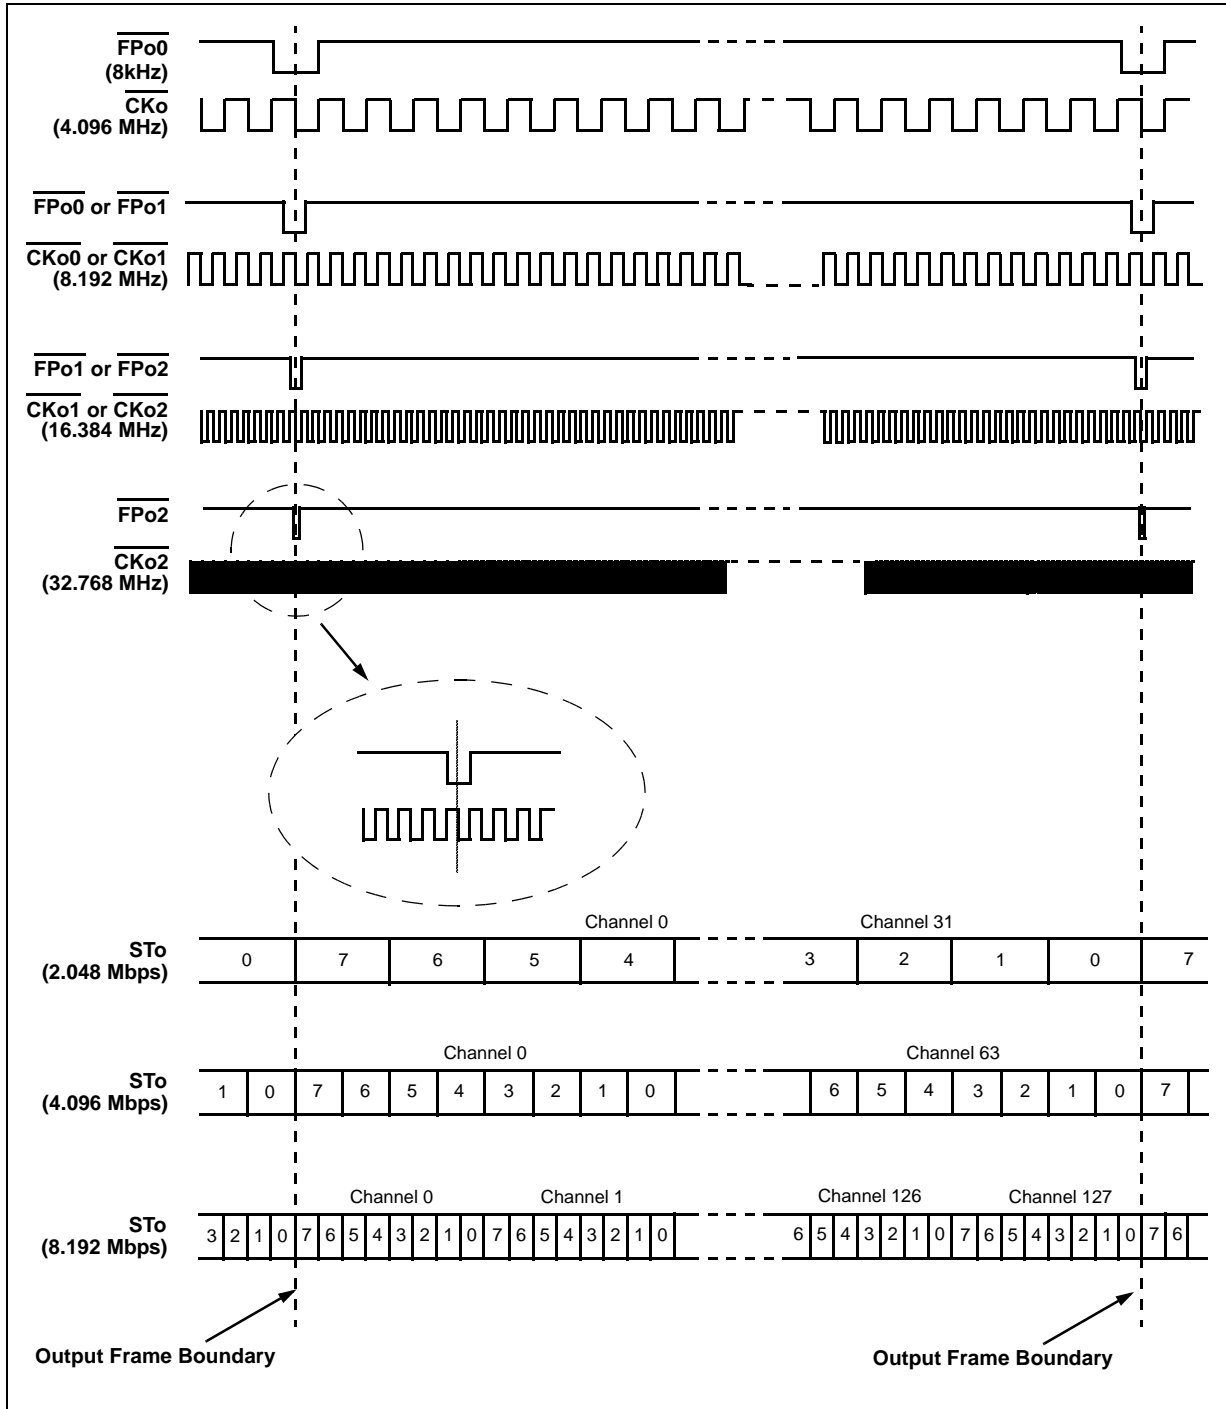 FPo0
(8kHz)
CKo
(4.096 MHz)
FPo0 or FPo1
CKo0 or CKo1
(8.192 MHz)
FPo1 or FPo2
CKo1 or CKo2
(16.384 MHz)
FPo2
CKo2
(32.768 MHz)
Channel 0 Channel 31
STo
(2.048 Mbps)
0 7 6 5 4 3 2 1 0 7
Channel 0 Channel 63
STo
(4.096 Mbps)
1 0 7 6 5 4 3 2 1 0 6 5 4 3 2 1 0 7
Channel 0 Channel 1 Channel 126 Channel 127
STo
(8.192 Mbps)
3 2 1 0 7 6 5 4 3 2 1 0 7 6 5 4 3 2 1 0 6 5 4 3 2 1 0 7 6 5 4 3 2 1 0 7 6
Output Frame Boundary Output Frame Boundary